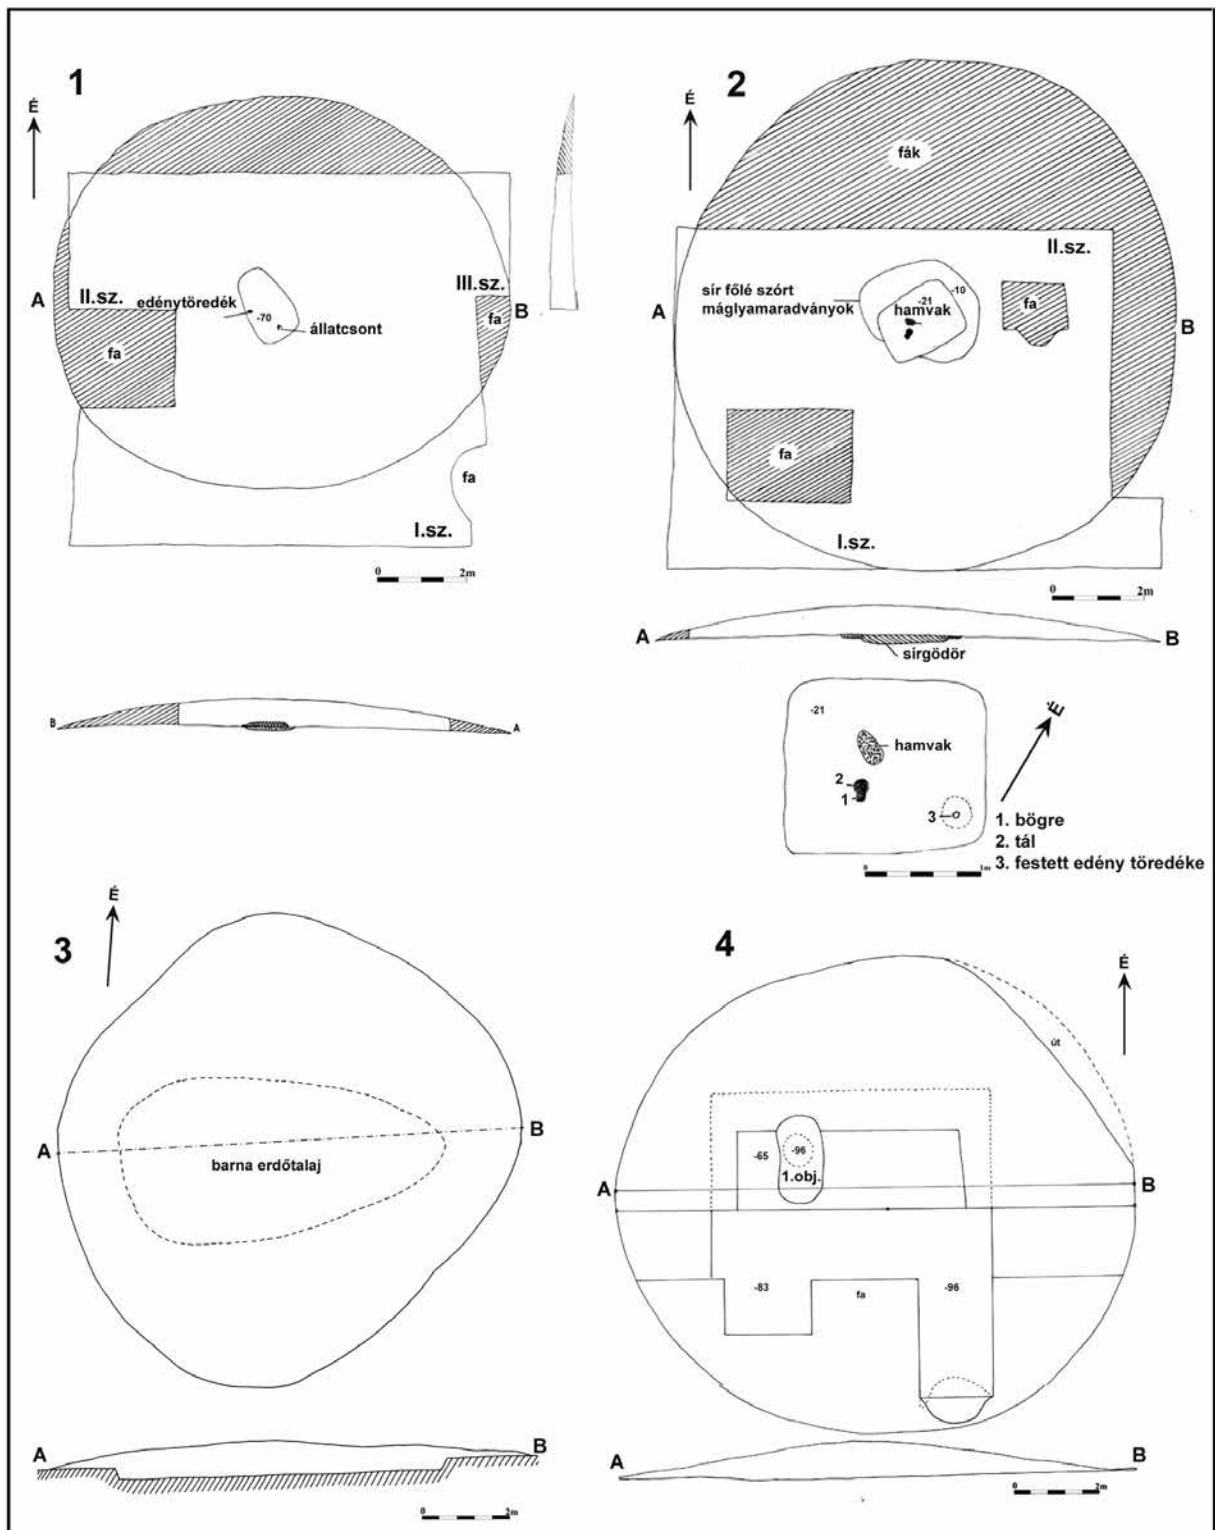 1
É
A
II.sz.
edénytöredék
-70
állatcsont
III.sz.
B
fa
fa
fa
I.sz.
0 2m
B
A
2
É
fák
II.sz.
A
sír fölé szórt
máglyamaradványok
-21
-10
hamvak
fa
B
fa
I.sz.
0 2m
A
B
sírgödör
-21
hamvak
2
1
3
É
1. bögre
2. tál
3. festett edény töredéke
0 1m
3
É
A
B
barna erdőtalaj
A
B
0 2m
4
É
út
-65
-96
1.obj.
A
B
-83
fa
-96
A
B
0 2m